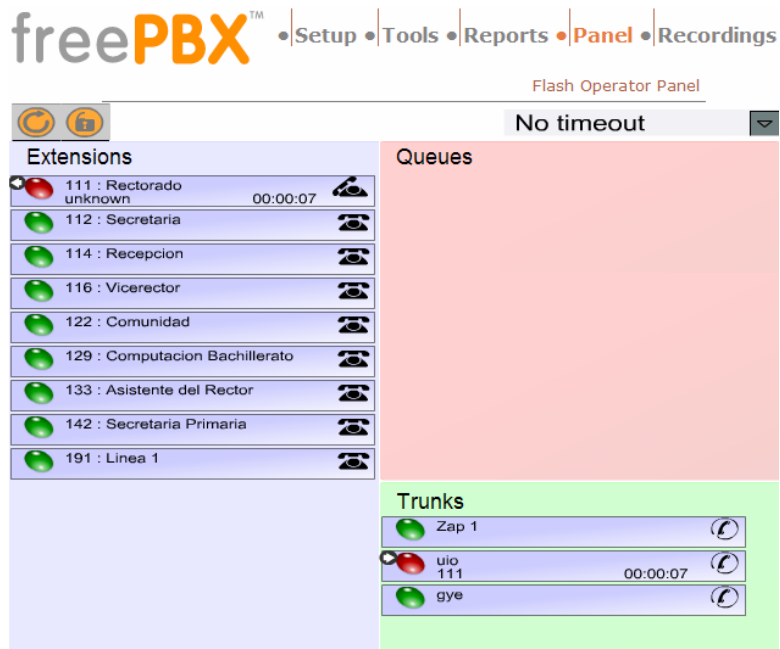 freePBX™ • Setup • Tools • Reports • Panel • Recordings
Flash Operator Panel
No timeout
Extensions
111 : Rectorado
unknown 00:00:07
112 : Secretaria
114 : Recepcion
116 : Vicerector
122 : Comunidad
129 : Computacion Bachillerato
133 : Asistente del Rector
142 : Secretaria Primaria
191 : Linea 1
Queues
Trunks
Zap 1
uio
111 00:00:07
gye